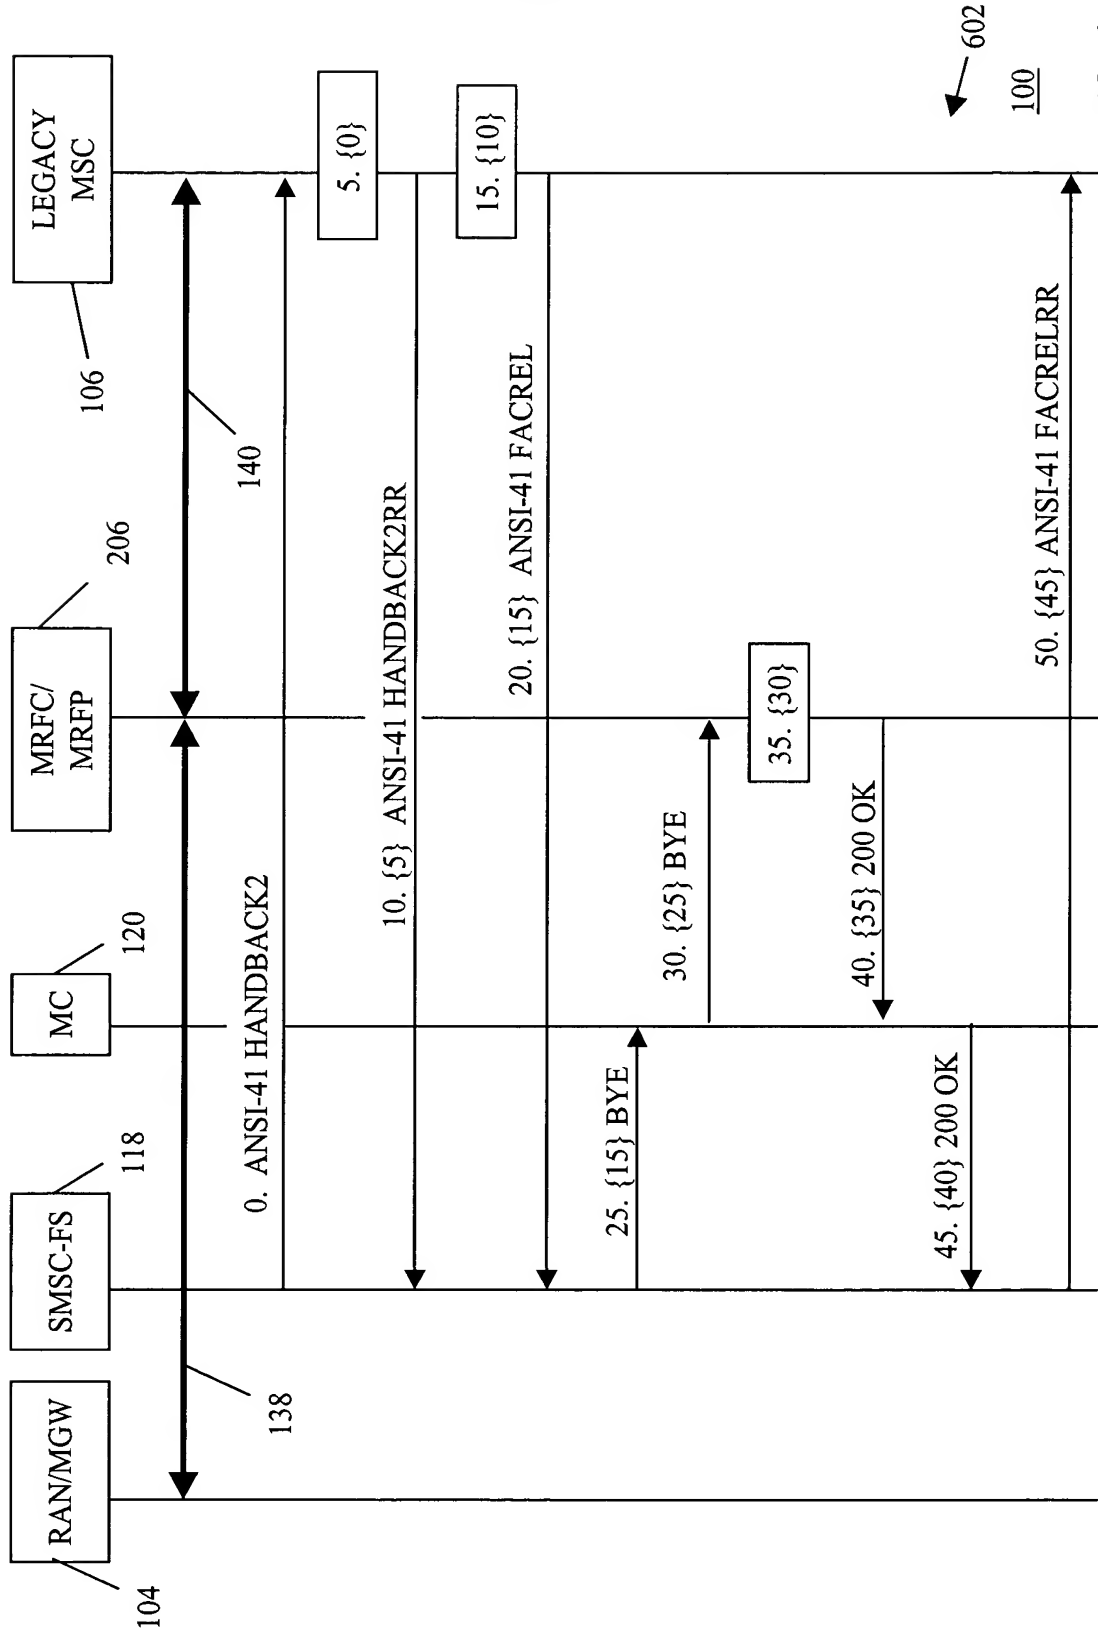 RAN/MGW
SMSC-FS
MC
MRFC/
MRFP
LEGACY
MSC
104
118
120
206
106
138
140
0. ANSI-41 HANDBACK2
5. {0}
10. {5} ANSI-41 HANDBACK2RR
15. {10}
20. {15} ANSI-41 FACREL
25. {15} BYE
30. {25} BYE
35. {30}
40. {35} 200 OK
45. {40} 200 OK
50. {45} ANSI-41 FACRELRR
602
100